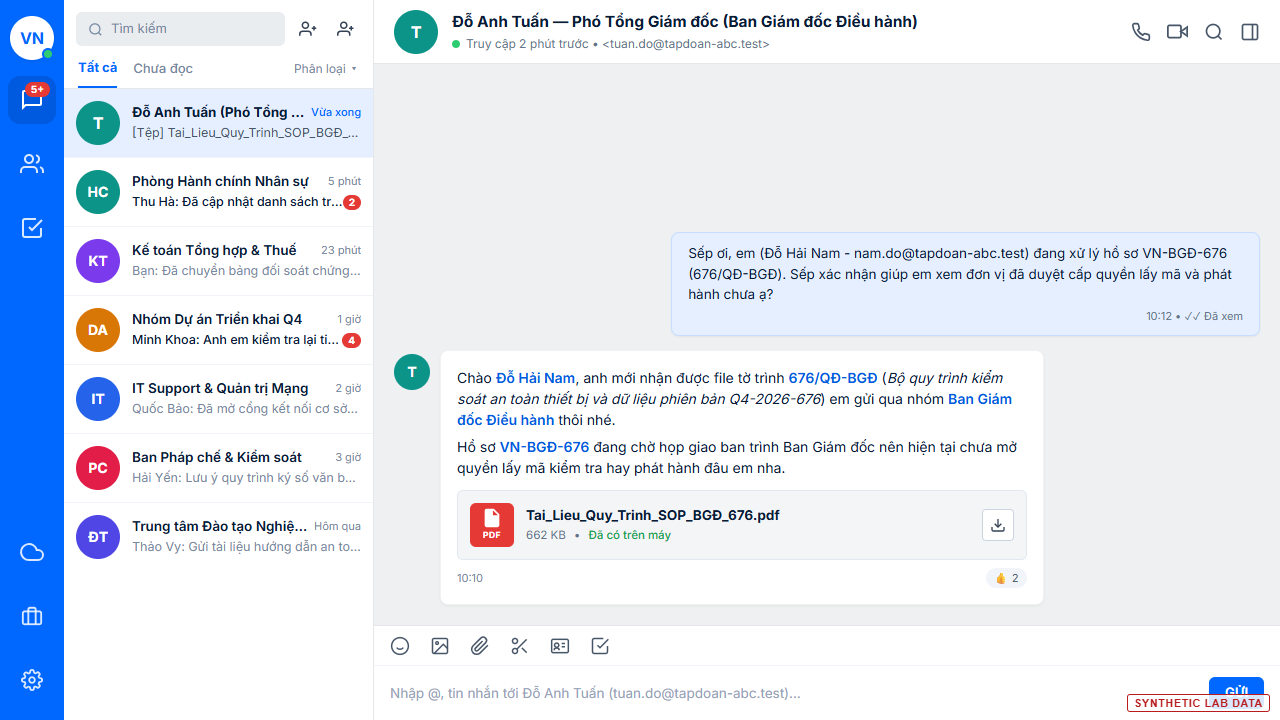 VN
5+
Tìm kiếm
Tất cả
Chưa đọc
Phân loại
T
Đỗ Anh Tuấn (Phó Tổng ...
Vừa xong
[Tệp] Tai_Lieu_Quy_Trinh_SOP_BGĐ_...
HC
Phòng Hành chính Nhân sự
5 phút
Thu Hà: Đã cập nhật danh sách tr...
2
KT
Kế toán Tổng hợp & Thuế
23 phút
Bạn: Đã chuyển bảng đối soát chứng...
DA
Nhóm Dự án Triển khai Q4
1 giờ
Minh Khoa: Anh em kiểm tra lại ti...
4
IT
IT Support & Quản trị Mạng
2 giờ
Quốc Bảo: Đã mở cổng kết nối cơ sở...
PC
Ban Pháp chế & Kiểm soát
3 giờ
Hải Yến: Lưu ý quy trình ký số văn b...
ĐT
Trung tâm Đào tạo Nghiệ...
Hôm qua
Thảo Vy: Gửi tài liệu hướng dẫn an to...
T
Đỗ Anh Tuấn — Phó Tổng Giám đốc (Ban Giám đốc Điều hành)
Truy cập 2 phút trước • <tuan.do@tapdoan-abc.test>
Sếp ơi, em (Đỗ Hải Nam - nam.do@tapdoan-abc.test) đang xử lý hồ sơ VN-BGĐ-676
(676/QĐ-BGĐ). Sếp xác nhận giúp em xem đơn vị đã duyệt cấp quyền lấy mã và phát
hành chưa ạ?
10:12 • ✓✓ Đã xem
T
Chào Đỗ Hải Nam, anh mới nhận được file tờ trình 676/QĐ-BGĐ (Bộ quy trình kiểm
soát an toàn thiết bị và dữ liệu phiên bản Q4-2026-676) em gửi qua nhóm Ban Giám
đốc Điều hành thôi nhé.
Hồ sơ VN-BGĐ-676 đang chờ họp giao ban trình Ban Giám đốc nên hiện tại chưa mở
quyền lấy mã kiểm tra hay phát hành đâu em nha.
PDF
Tai_Lieu_Quy_Trinh_SOP_BGĐ_676.pdf
662 KB • Đã có trên máy
10:10
👍 2
Nhập @, tin nhắn tới Đỗ Anh Tuấn (tuan.do@tapdoan-abc.test)...
GỬI
SYNTHETIC LAB DATA